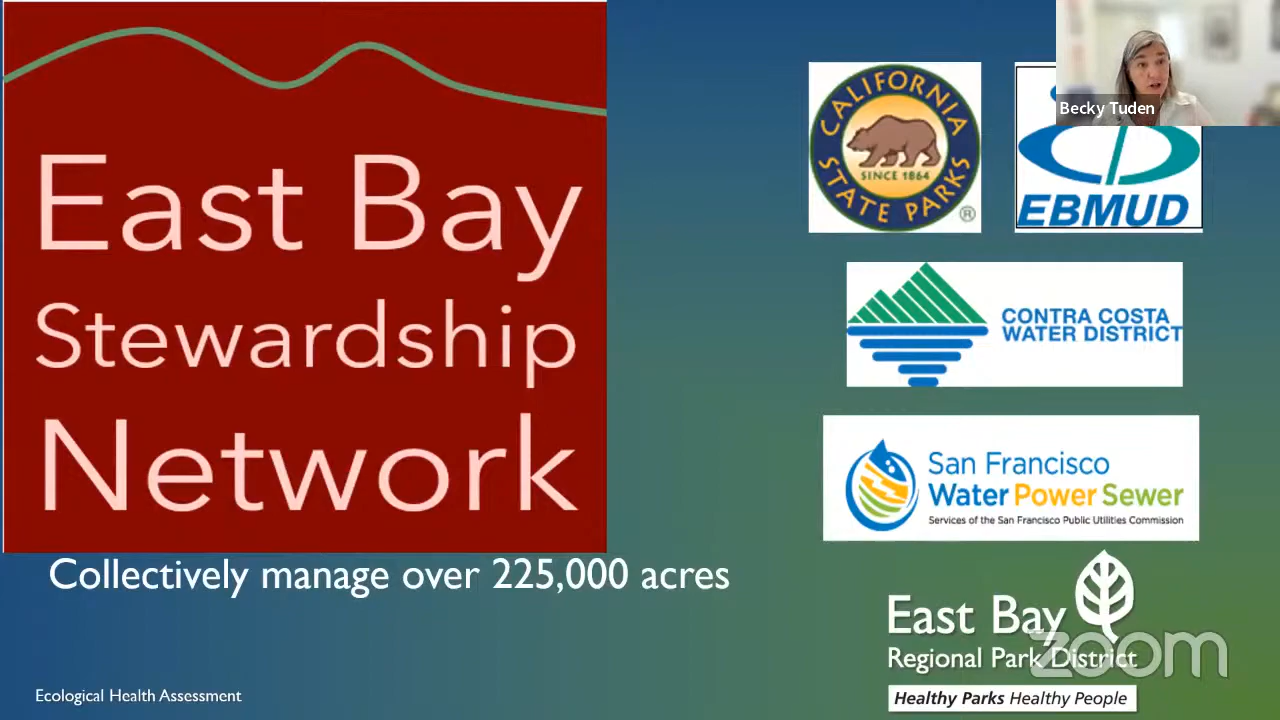 East Bay
Stewardship
Network
Collectively manage over 225,000 acres
Ecological Health Assessment
CALIFORNIA
SINCE 1864
STATE PARKS
®
Becky Tuden
EBMUD
CONTRA COSTA
WATER DISTRICT
San Francisco
Water Power Sewer
Services of the San Francisco Public Utilities Commission
East Bay
Regional Park District
Healthy Parks Healthy People
zoom